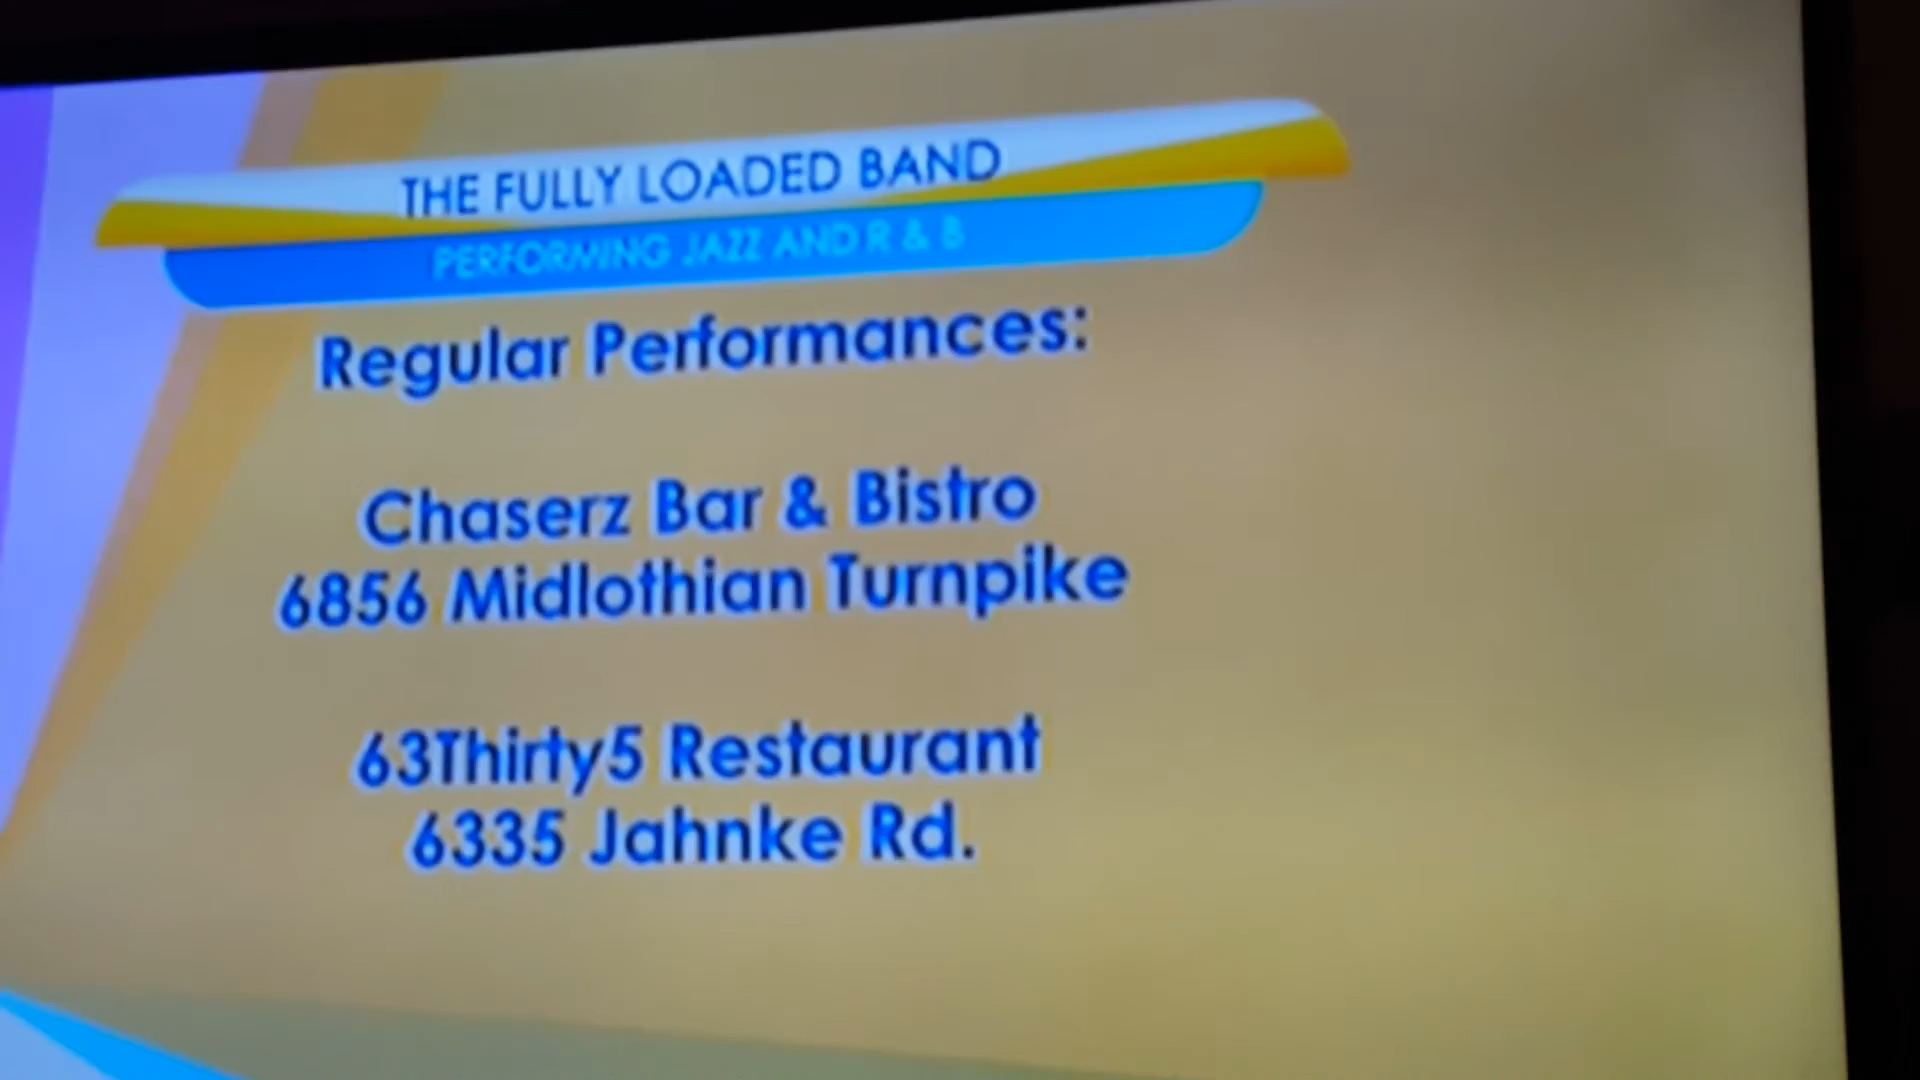 THE FULLY LOADED BAND
PERFORMING JAZZ AND R & B
Regular Performances:
Chaserz Bar & Bistro
6856 Midlothian Turnpike
63Thirty5 Restaurant
6335 Jahnke Rd.